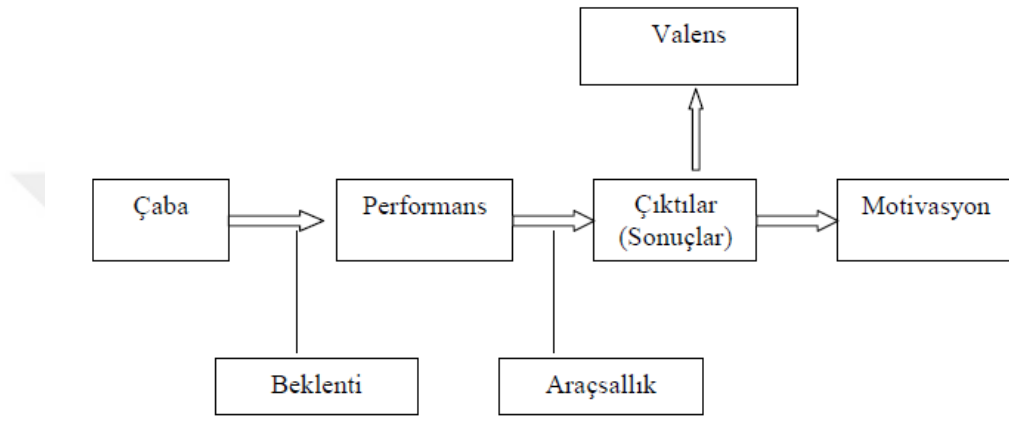 Valens
Çaba
Performans
Çıktılar
(Sonuçlar)
Motivasyon
Beklenti
Araçsallık